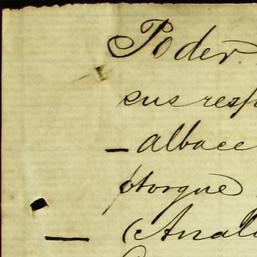 Poder.
sus resp
-albace
otorgue
(Anal